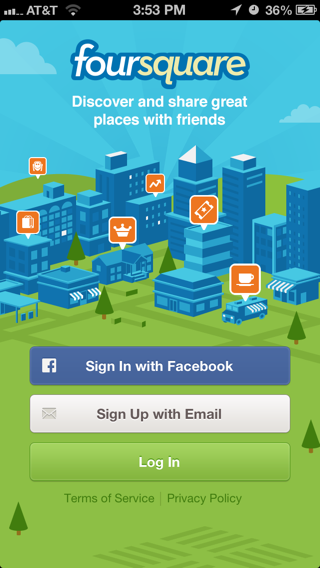 AT&T 3:53 PM 36%
foursquare
Discover and share great
places with friends
Sign In with Facebook
Sign Up with Email
Log In
Terms of Service | Privacy Policy